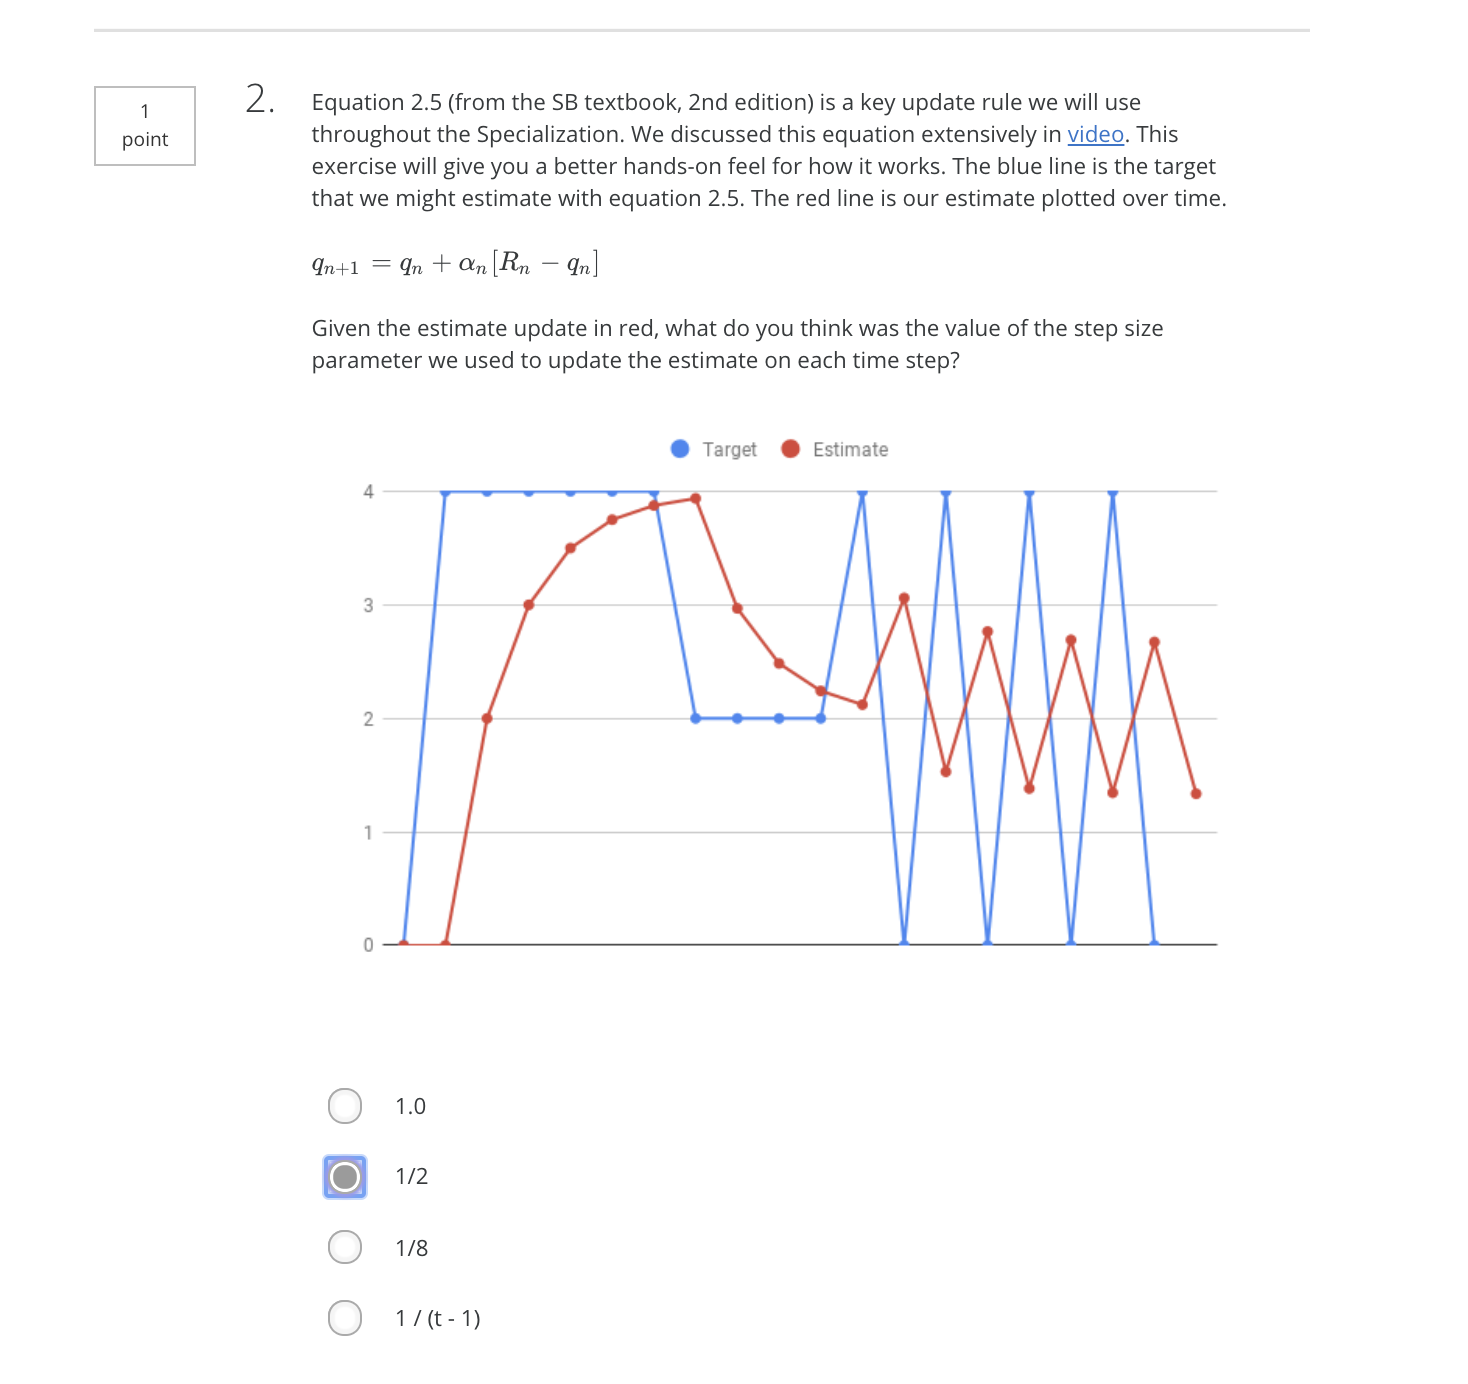 1
point
2.
Equation 2.5 (from the SB textbook, 2nd edition) is a key update rule we will use
throughout the Specialization. We discussed this equation extensively in video. This
exercise will give you a better hands-on feel for how it works. The blue line is the target
that we might estimate with equation 2.5. The red line is our estimate plotted over time.
qₙ₊₁ = qₙ + αₙ[Rₙ − qₙ]
Given the estimate update in red, what do you think was the value of the step size
parameter we used to update the estimate on each time step?
Target Estimate
4
3
2
1
0
1.0
1/2
1/8
1 / (t - 1)